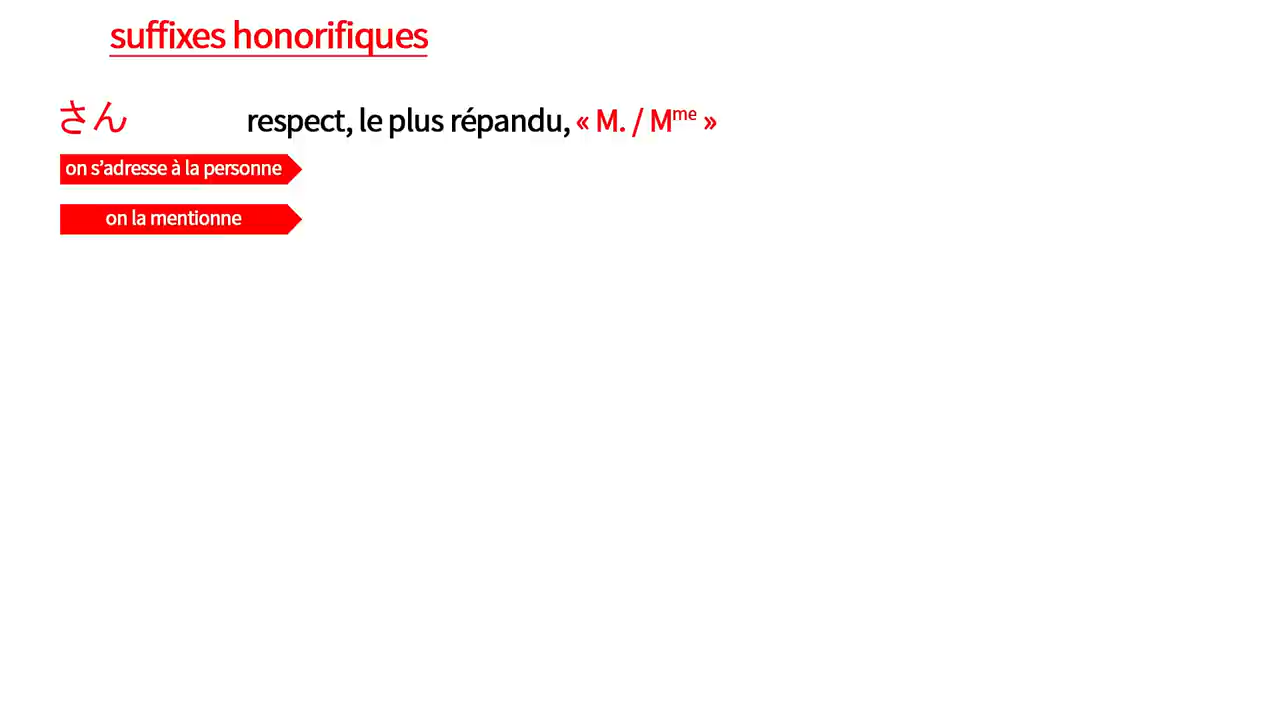 suffixes honorifiques
さん respect, le plus répandu, « M. / Mme »
on s’adresse à la personne
on la mentionne